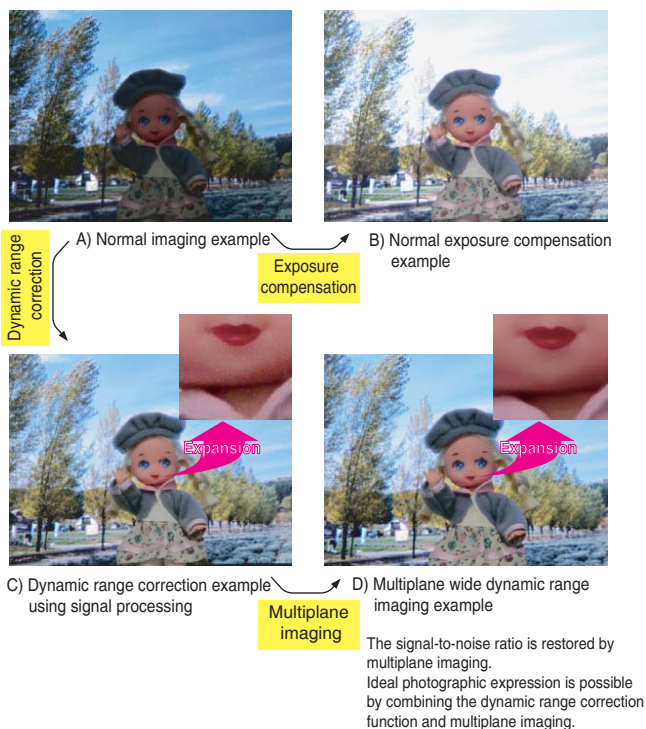 A) Normal imaging example
B) Normal exposure compensation
example
Exposure
compensation
Dynamic range
correction
Expansion
Expansion
C) Dynamic range correction example
using signal processing
D) Multiplane wide dynamic range
imaging example
Multiplane
imaging
The signal-to-noise ratio is restored by
multiplane imaging.
Ideal photographic expression is possible
by combining the dynamic range correction
function and multiplane imaging.